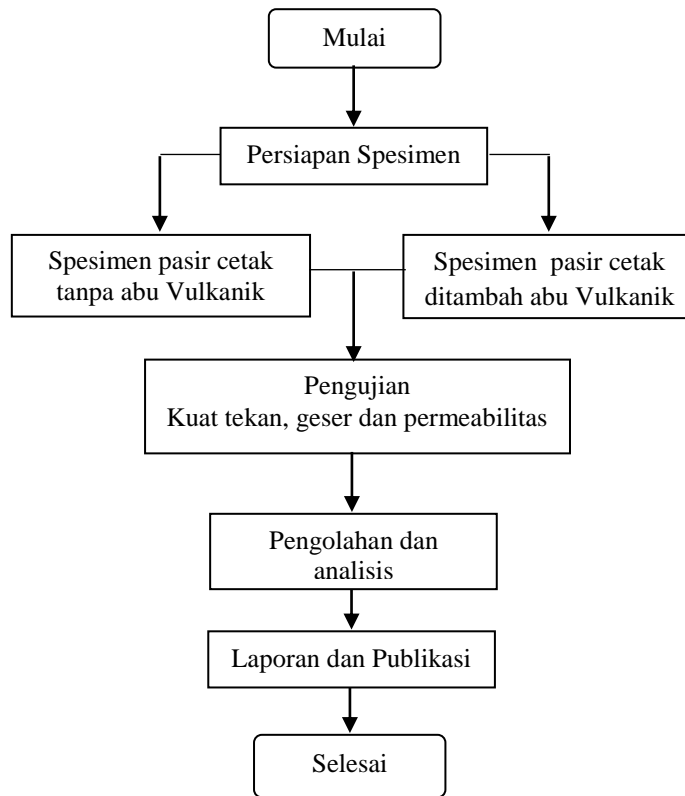 Mulai
Persiapan Spesimen
Spesimen pasir cetak
tanpa abu Vulkanik
Spesimen pasir cetak
ditambah abu Vulkanik
Pengujian
Kuat tekan, geser dan permeabilitas
Pengolahan dan
analisis
Laporan dan Publikasi
Selesai